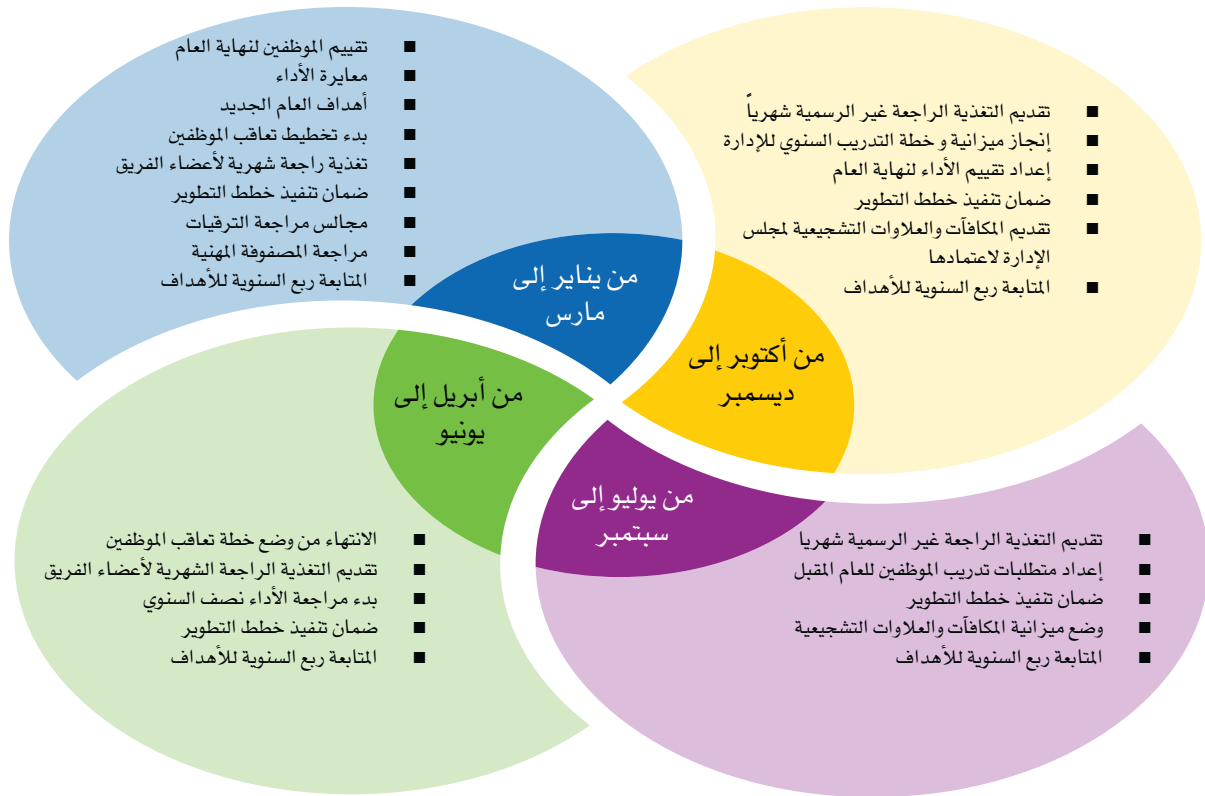 تقييم الموظفين لنهاية العام
معايرة الأداء
أهداف العام الجديد
بدء تخطيط تعاقب الموظفين
تغذية راجعة شهرية لأعضاء الفريق
ضمان تنفيذ خطط التطوير
مجالس مراجعة الترقيات
مراجعة المصفوفة المهنية
المتابعة ربع السنوية للأهداف
من يناير إلى
مارس
من أبريل إلى
يونيو
الانتهاء من وضع خطة تعاقب الموظفين
تقديم التغذية الراجعة الشهرية لأعضاء الفريق
بدء مراجعة الأداء نصف السنوي
ضمان تنفيذ خطط التطوير
المتابعة ربع السنوية للأهداف
من يوليو إلى
سبتمبر
تقديم التغذية الراجعة غير الرسمية شهريا
إعداد متطلبات تدريب الموظفين للعام المقبل
ضمان تنفيذ خطط التطوير
وضع ميزانية المكافآت والعلاوات التشجيعية
المتابعة ربع السنوية للأهداف
من أكتوبر إلى
ديسمبر
تقديم التغذية الراجعة غير الرسمية شهرياً
إنجاز ميزانية و خطة التدريب السنوي للإدارة
إعداد تقييم الأداء لنهاية العام
ضمان تنفيذ خطط التطوير
تقديم المكافآت والعلاوات التشجيعية لمجلس
الإدارة لاعتمادها
المتابعة ربع السنوية للأهداف